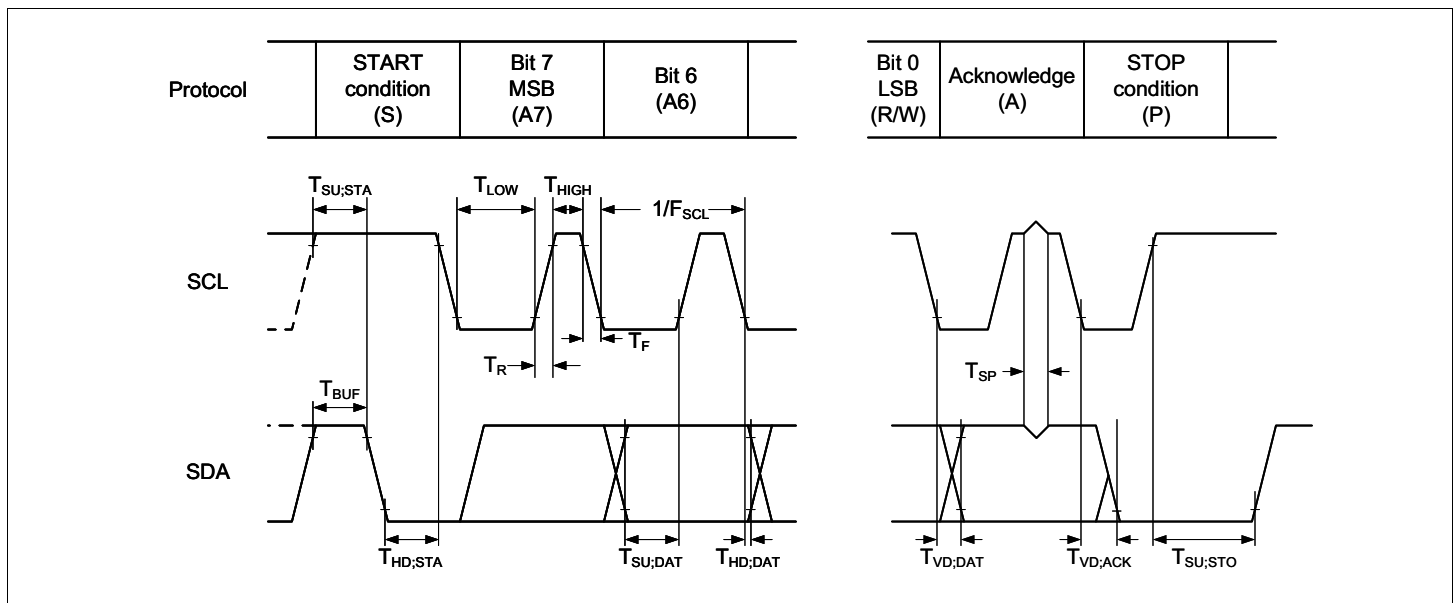 Protocol
START
condition
(S)
Bit 7
MSB
(A7)
Bit 6
(A6)
Bit 0
LSB
(R/W)
Acknowledge
(A)
STOP
condition
(P)
TSU;STA
TLOW
THIGH
1/FSCL
SCL
TF
TR
TSP
TBUF
SDA
THD;STA
TSU;DAT
THD;DAT
TVD;DAT
TVD;ACK
TSU;STO